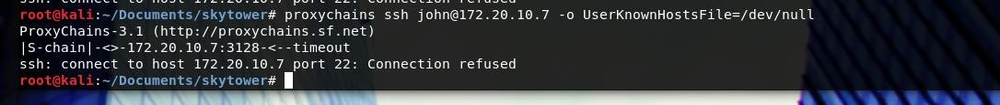 ssh: connect to host 172.20.10.7 port 22: Connection refused
root@kali:~/Documents/skytower# proxychains ssh john@172.20.10.7 -o UserKnownHostsFile=/dev/null
ProxyChains-3.1 (http://proxychains.sf.net)
|S-chain|-<>-172.20.10.7:3128-<--timeout
ssh: connect to host 172.20.10.7 port 22: Connection refused
root@kali:~/Documents/skytower#